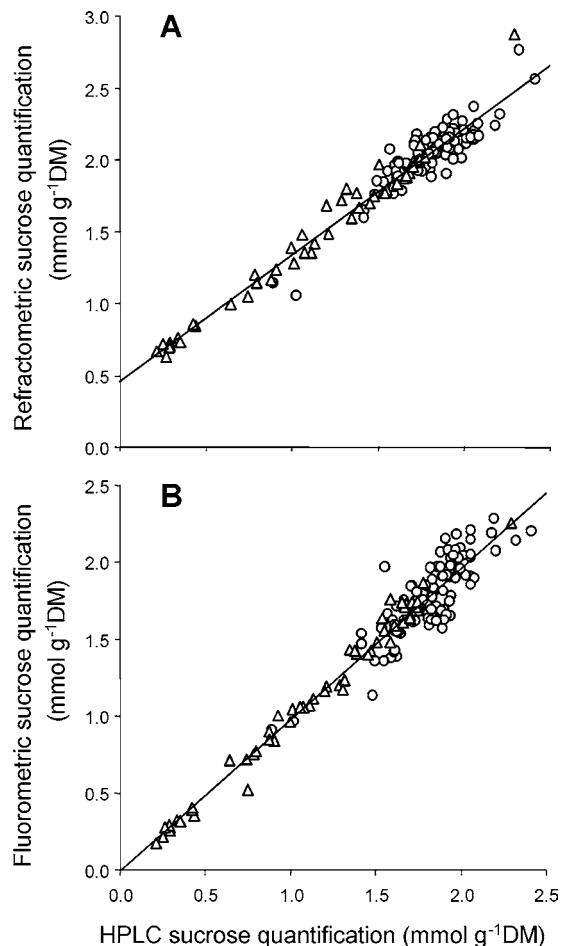 A
3.0
2.5
2.0
1.5
1.0
0.5
0.0
Refractometric sucrose quantification
(mmol g⁻¹DM)
B
2.5
2.0
1.5
1.0
0.5
0.0
Fluorometric sucrose quantification
(mmol g⁻¹DM)
0.0 0.5 1.0 1.5 2.0 2.5
HPLC sucrose quantification (mmol g⁻¹DM)